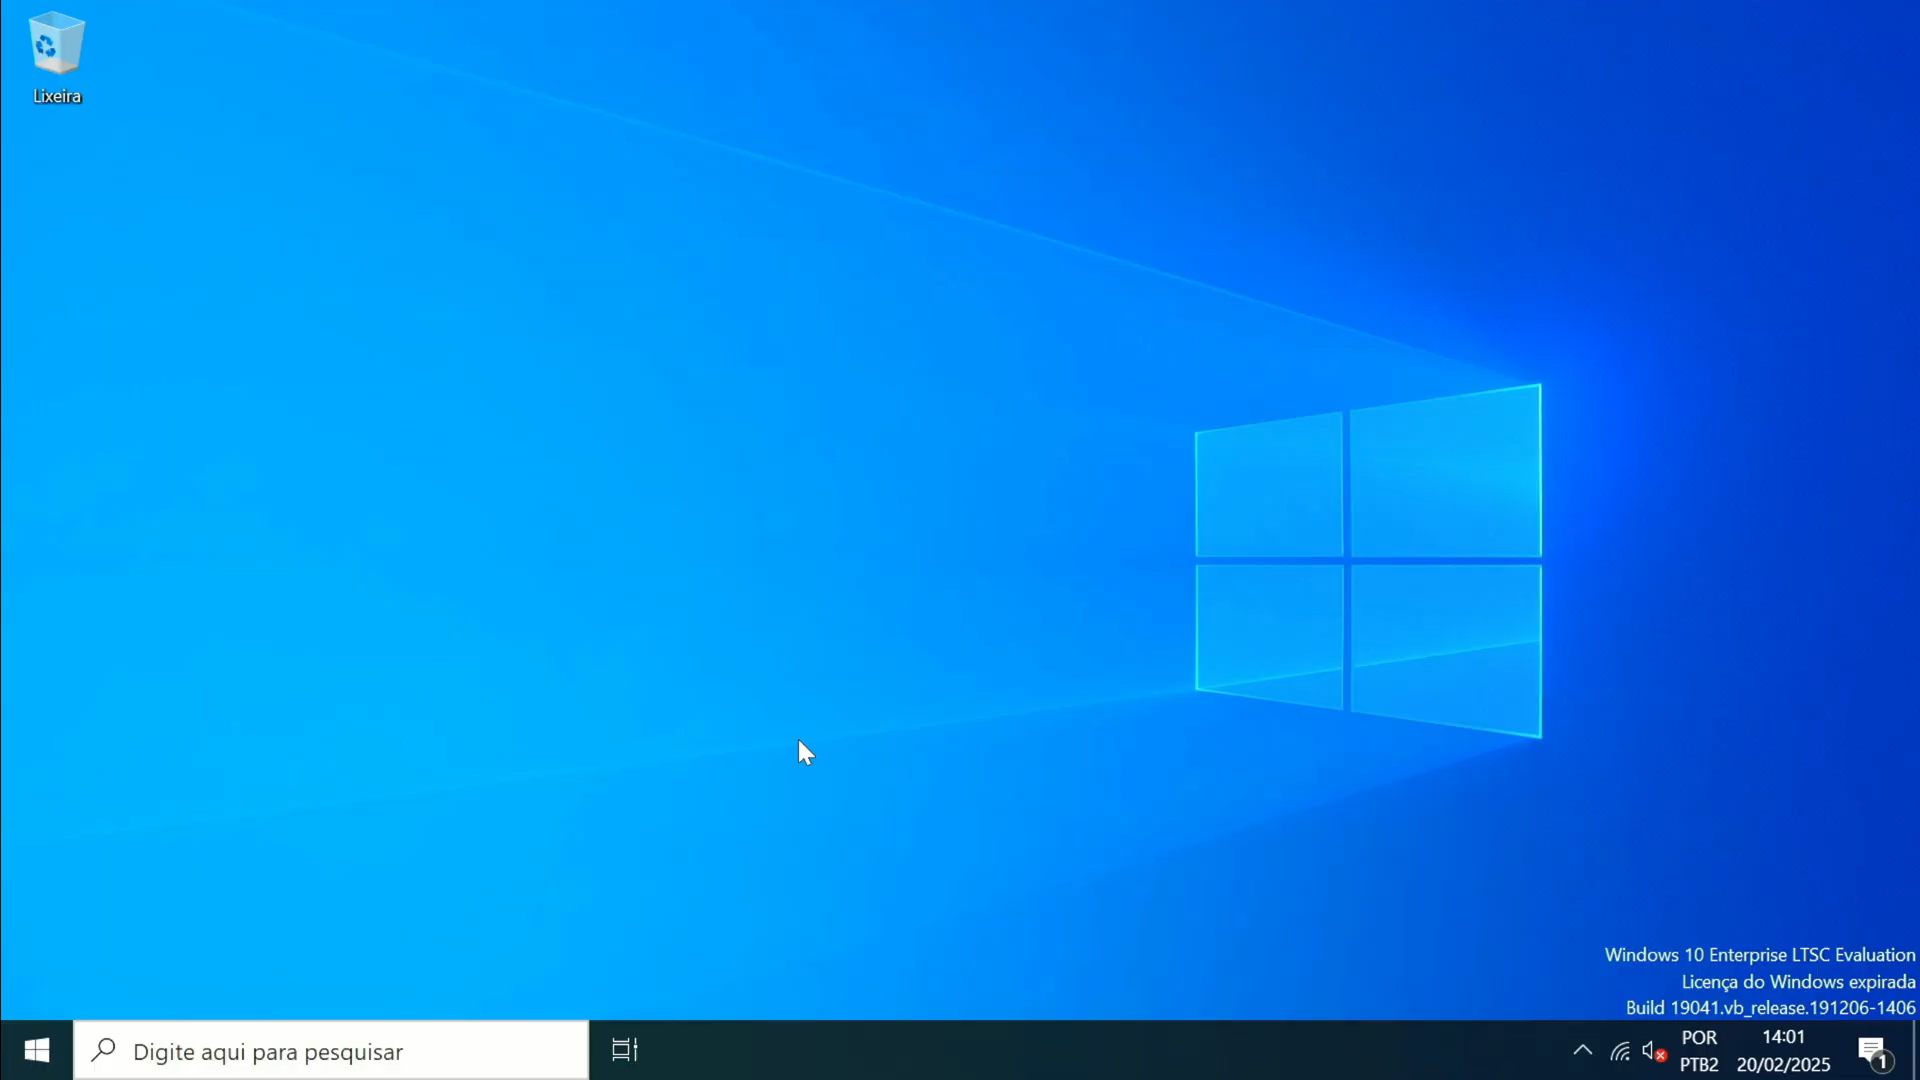 Lixeira
Windows 10 Enterprise LTSC Evaluation
Licença do Windows expirada
Build 19041.vb_release.191206-1406
Digite aqui para pesquisar
POR
PTB2
14:01
20/02/2025
1